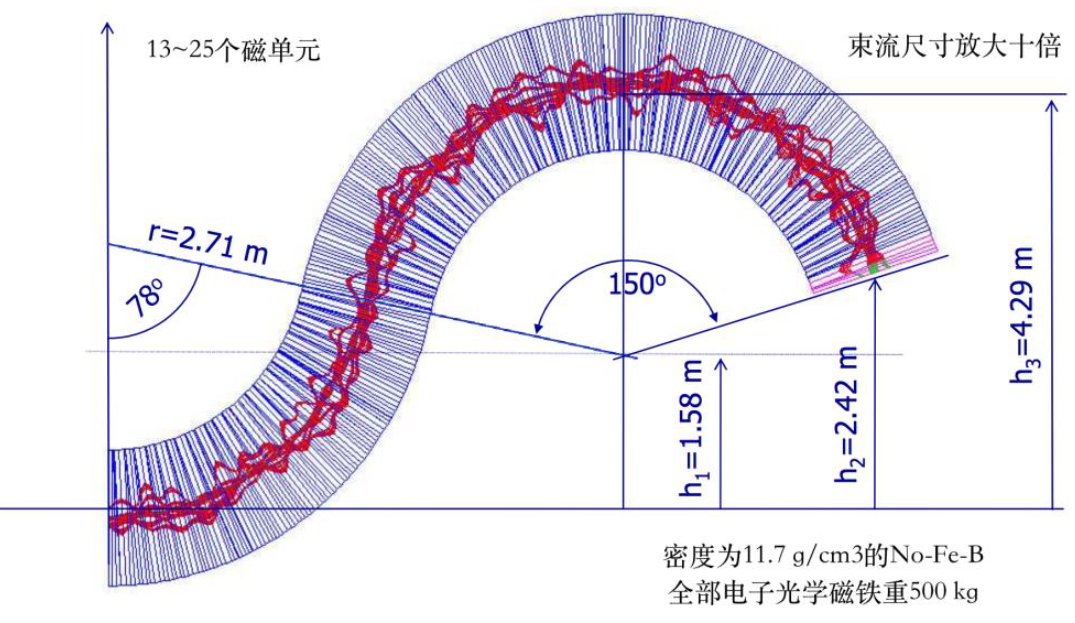 13~25个磁单元
束流尺寸放大十倍
r=2.71 m
78º
150º
h₁=1.58 m
h₂=2.42 m
h₃=4.29 m
密度为11.7 g/cm3的No-Fe-B
全部电子光学磁铁重500 kg